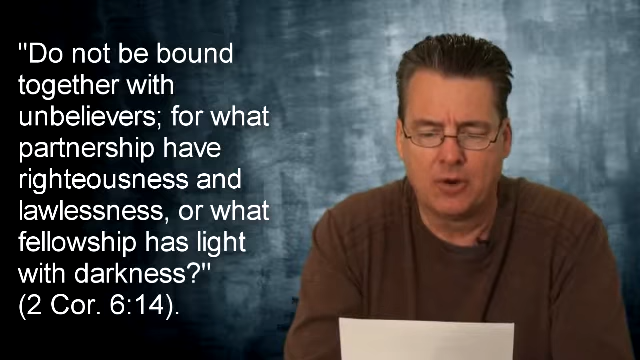 "Do not be bound
together with
unbelievers; for what
partnership have
righteousness and
lawlessness, or what
fellowship has light
with darkness?"
(2 Cor. 6:14).